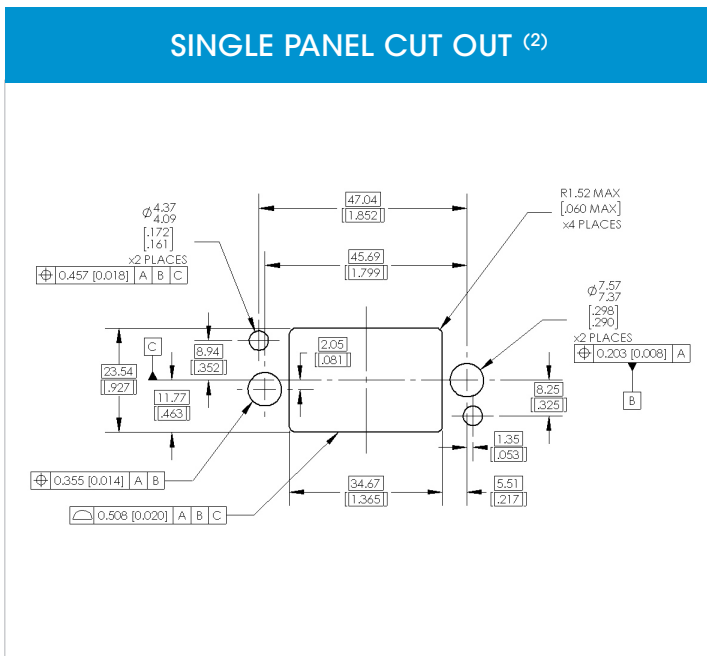 SINGLE PANEL CUT OUT (2)
47.04
[1.852]
R1.52 MAX
[.060 MAX]
x4 PLACES
Ø4.37
4.09
[.172]
[.161]
x2 PLACES
⌖ 0.457 [0.018] A B C
45.69
[1.799]
Ø7.57
7.37
[.298]
[.290]
x2 PLACES
⌖ 0.203 [0.008] A
B
C
23.54
[.927]
8.94
[.352]
11.77
[.463]
2.05
[.081]
8.25
[.325]
1.35
[.053]
⌖ 0.355 [0.014] A B
34.67
[1.365]
5.51
[.217]
⌓ 0.508 [0.020] A B C